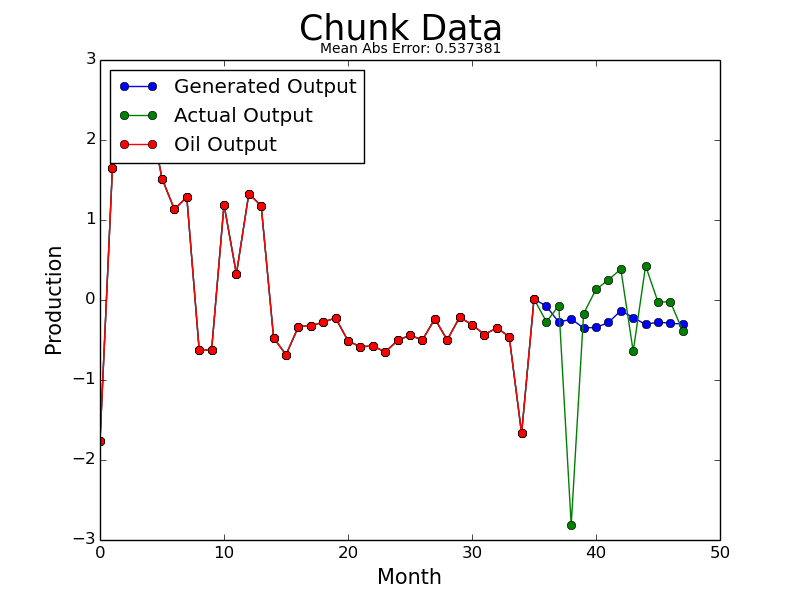 Chunk Data
Mean Abs Error: 0.537381
Generated Output
Actual Output
Oil Output
3
2
1
0
−1
−2
−3
Production
0 10 20 30 40 50
Month